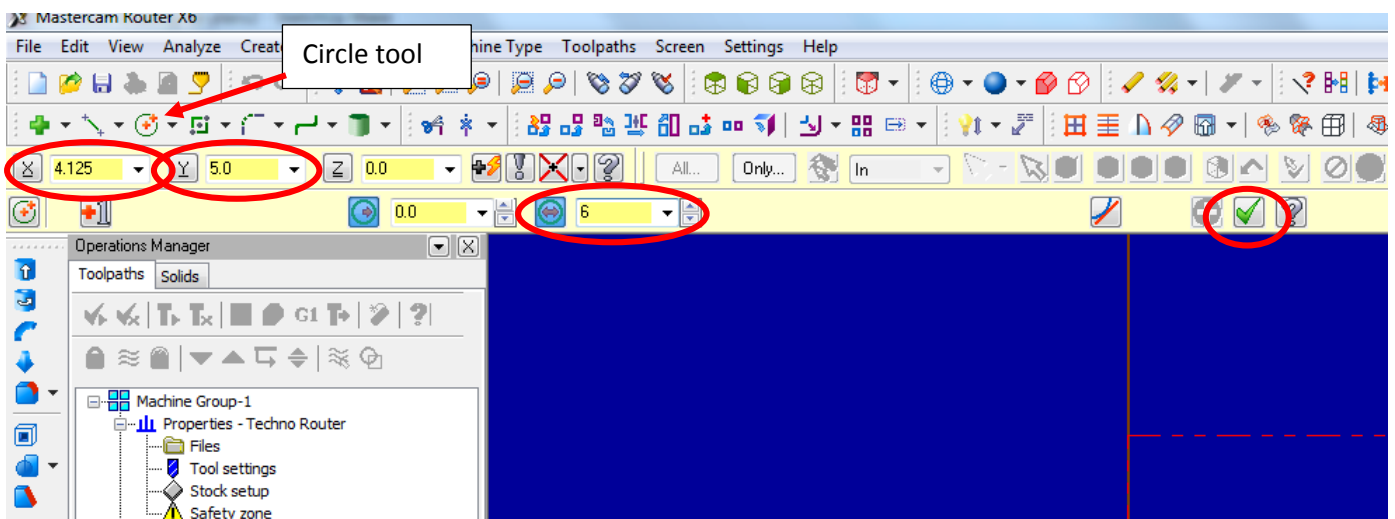 Mastercam Router X6
File Edit View Analyze Creat hine Type Toolpaths Screen Settings Help
Circle tool
X 4.125 Y 5.0 Z 0.0 All... Only... In
0.0 6
Operations Manager
Toolpaths Solids
G1
Machine Group-1
Properties - Techno Router
Files
Tool settings
Stock setup
Safety zone